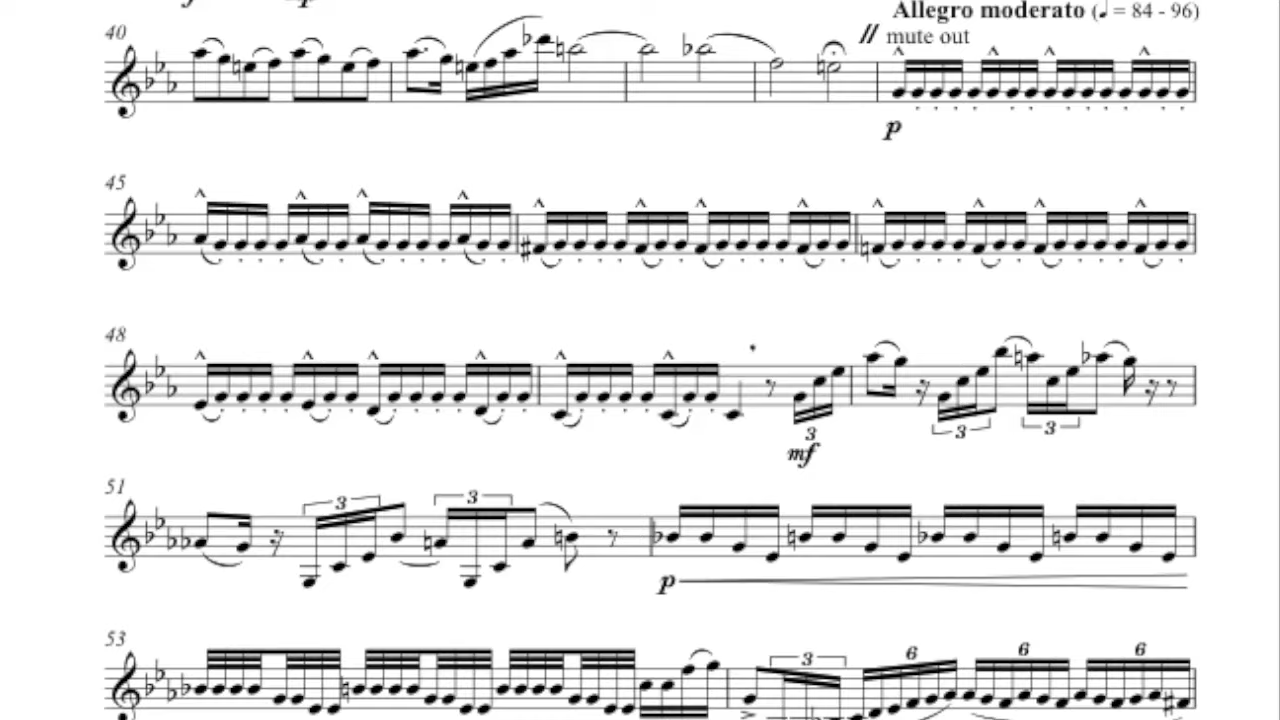 Allegro moderato (♩ = 84 - 96)
40 // mute out
p
45
48
3 3 3
mf
51
3 3
p
53
3 6 6 6